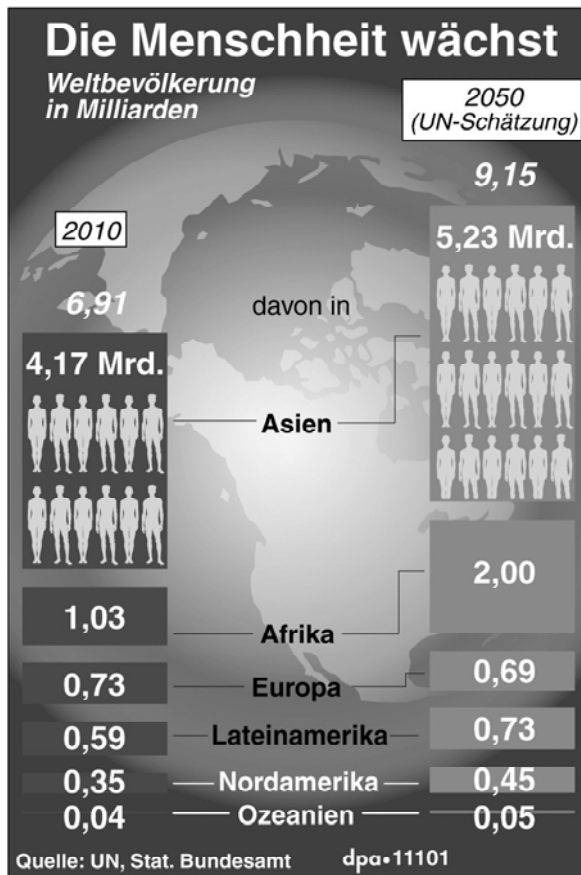 Die Menschheit wächst
Weltbevölkerung
in Milliarden
2050
(UN-Schätzung)
9,15
2010
6,91
davon in
5,23 Mrd.
4,17 Mrd.
Asien
2,00
1,03
Afrika
0,73
Europa
0,69
0,59
Lateinamerika
0,73
0,35
Nordamerika
0,45
0,04
Ozeanien
0,05
Quelle: UN, Stat. Bundesamt
dpa•11101